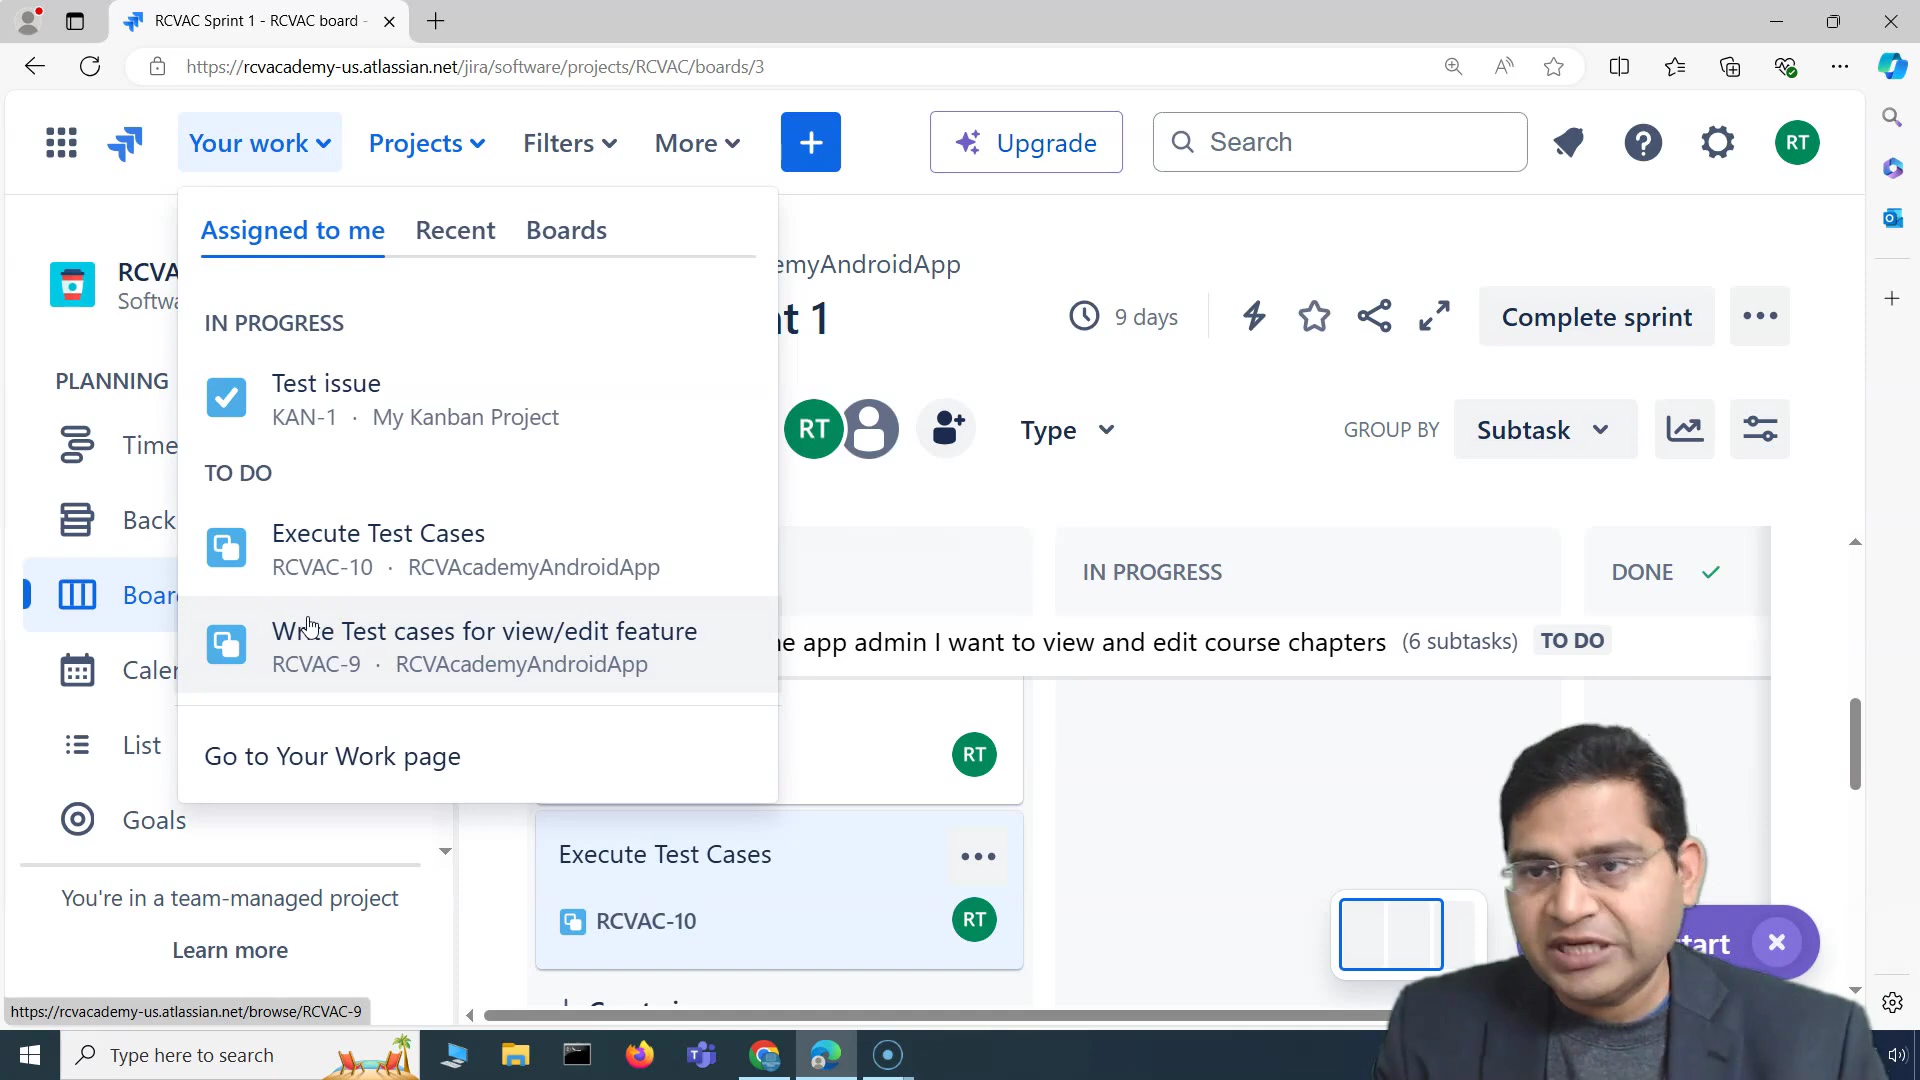 RCVAC Sprint 1 - RCVAC board -
https://rcvacademy-us.atlassian.net/jira/software/projects/RCVAC/boards/3
Your work
Projects
Filters
More
Upgrade
Search
RT
Assigned to me
Recent
Boards
RCVA
Softwa
emyAndroidApp
IN PROGRESS
nt 1
9 days
Complete sprint
Test issue
PLANNING
KAN-1 · My Kanban Project
RT
Type
GROUP BY
Subtask
Time
TO DO
Back
Execute Test Cases
RCVAC-10 · RCVAcademyAndroidApp
IN PROGRESS
DONE
Boar
Write Test cases for view/edit feature
RCVAC-9 · RCVAcademyAndroidApp
he app admin I want to view and edit course chapters
(6 subtasks)
TO DO
Caler
List
Go to Your Work page
RT
Goals
Execute Test Cases
RCVAC-10
RT
You're in a team-managed project
Learn more
tart
https://rcvacademy-us.atlassian.net/browse/RCVAC-9
Type here to search